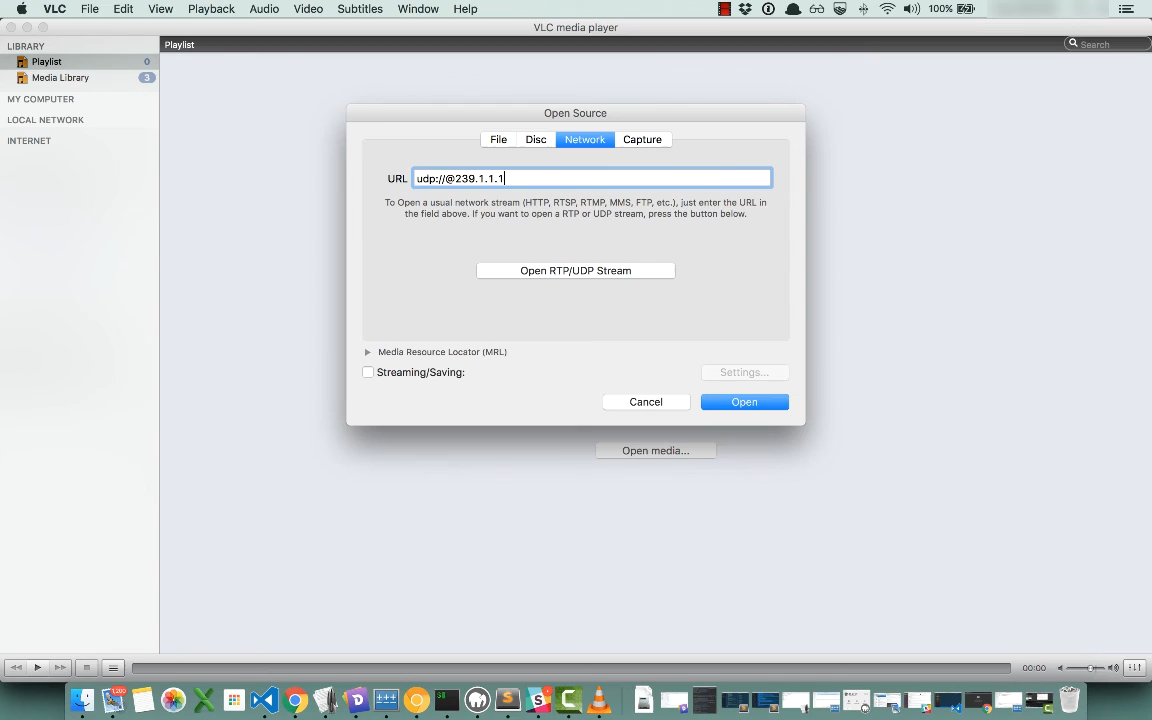 VLC File Edit View Playback Audio Video Subtitles Window Help 100%
VLC media player
LIBRARY
Playlist 0
Media Library 3
MY COMPUTER
LOCAL NETWORK
INTERNET
Playlist
Search
Open Source
File Disc Network Capture
URL udp://@239.1.1.1
To Open a usual network stream (HTTP, RTSP, RTMP, MMS, FTP, etc.), just enter the URL in
the field above. If you want to open a RTP or UDP stream, press the button below.
Open RTP/UDP Stream
Media Resource Locator (MRL)
Streaming/Saving:
Settings...
Cancel Open
Open media...
00:00
1,200